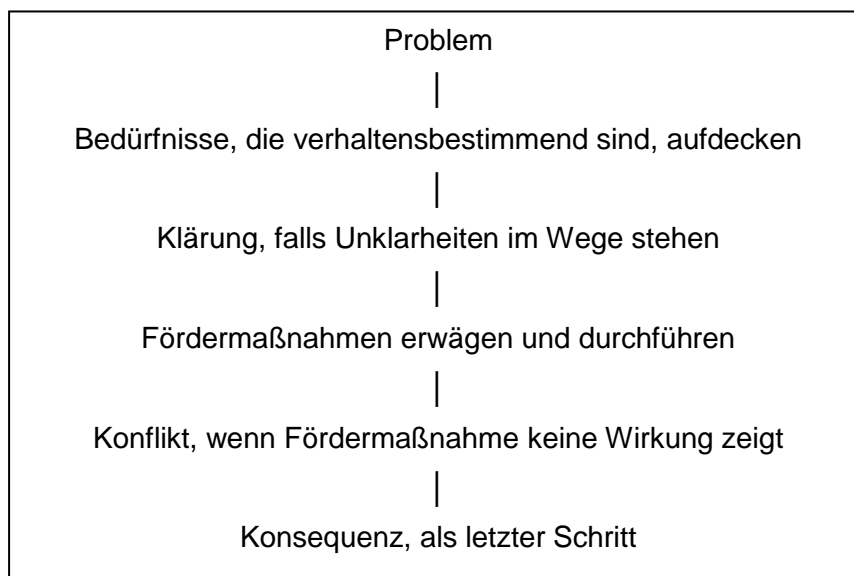 Problem
Bedürfnisse, die verhaltensbestimmend sind, aufdecken
Klärung, falls Unklarheiten im Wege stehen
Fördermaßnahmen erwägen und durchführen
Konflikt, wenn Fördermaßnahme keine Wirkung zeigt
Konsequenz, als letzter Schritt